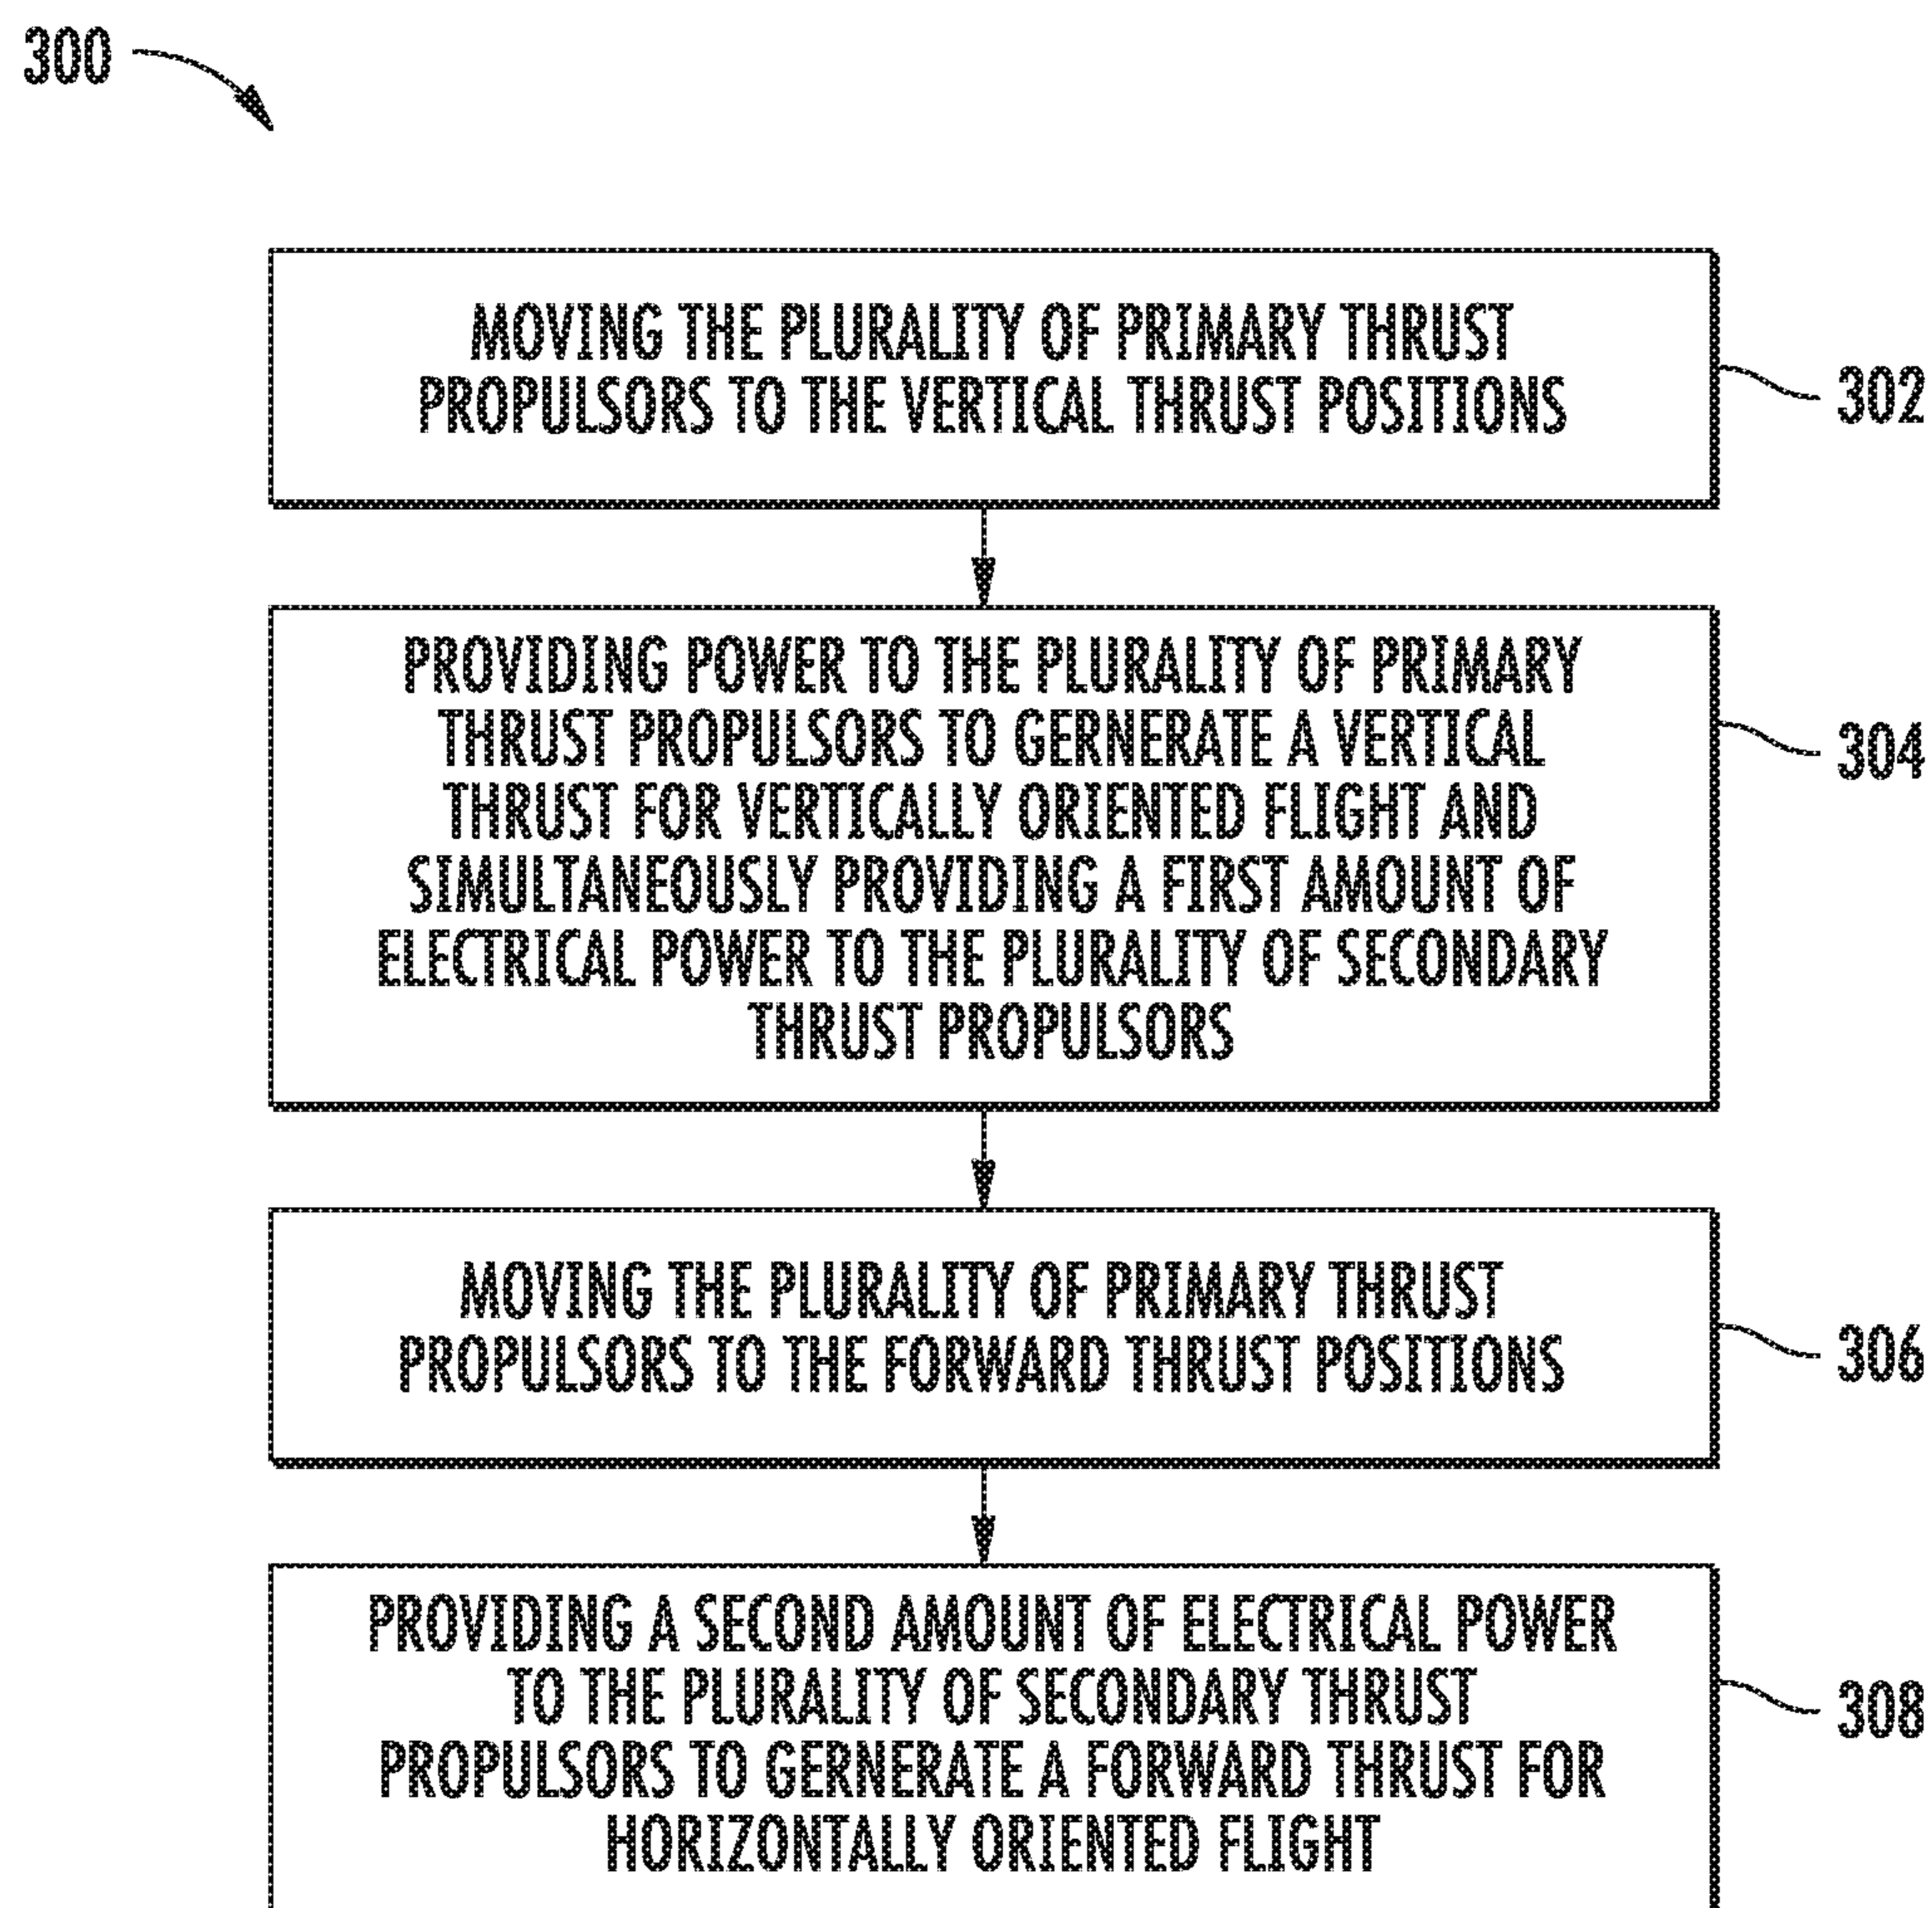 300
MOVING THE PLURALITY OF PRIMARY THRUST
PROPULSORS TO THE VERTICAL THRUST POSITIONS
302
PROVIDING POWER TO THE PLURALITY OF PRIMARY
THRUST PROPULSORS TO GERNERATE A VERTICAL
THRUST FOR VERTICALLY ORIENTED FLIGHT AND
SIMULTANEOUSLY PROVIDING A FIRST AMOUNT OF
ELECTRICAL POWER TO THE PLURALITY OF SECONDARY
THRUST PROPULSORS
304
MOVING THE PLURALITY OF PRIMARY THRUST
PROPULSORS TO THE FORWARD THRUST POSITIONS
306
PROVIDING A SECOND AMOUNT OF ELECTRICAL POWER
TO THE PLURALITY OF SECONDARY THRUST
PROPULSORS TO GERNERATE A FORWARD THRUST FOR
HORIZONTALLY ORIENTED FLIGHT
308